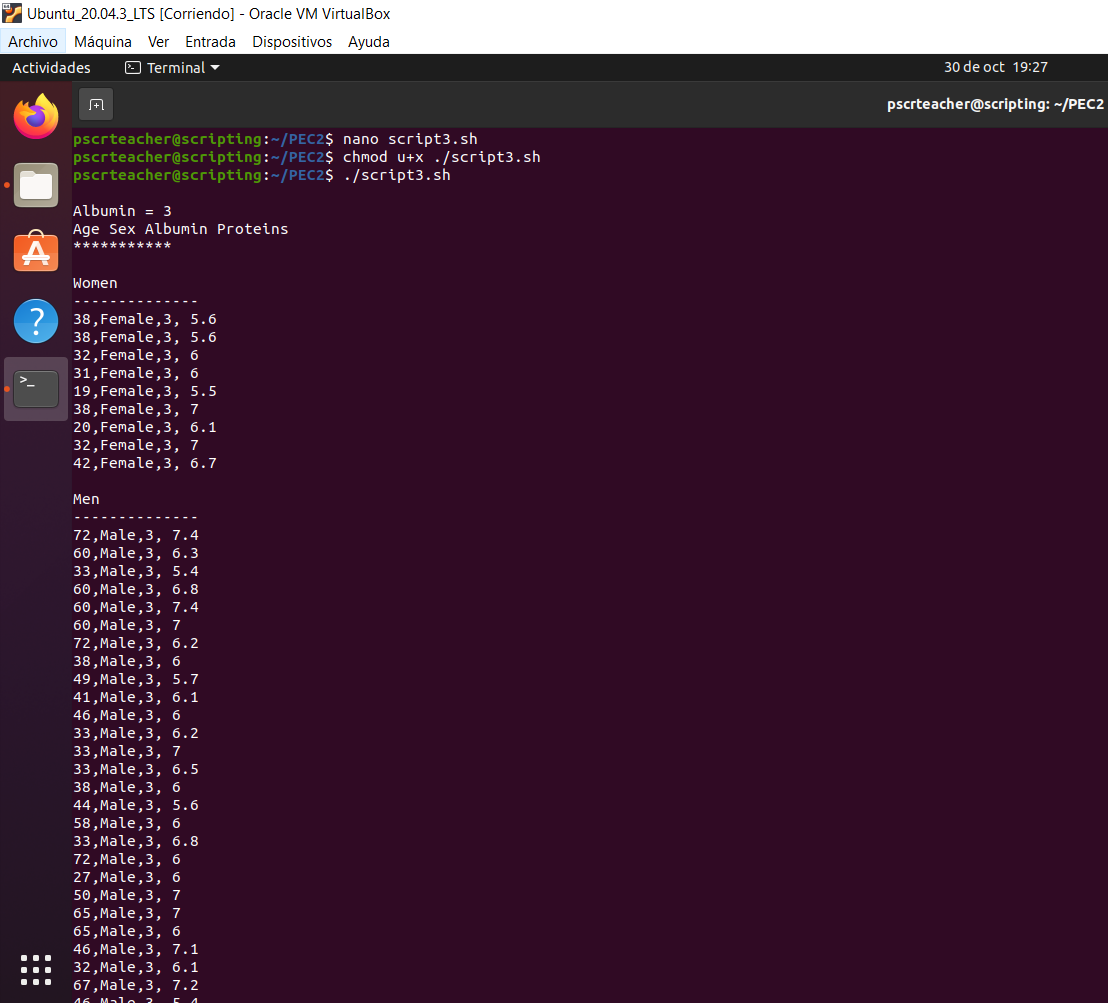 Ubuntu_20.04.3_LTS [Corriendo] - Oracle VM VirtualBox
Archivo Máquina Ver Entrada Dispositivos Ayuda
Actividades Terminal 30 de oct 19:27
pscrteacher@scripting: ~/PEC2
pscrteacher@scripting:~/PEC2$ nano script3.sh
pscrteacher@scripting:~/PEC2$ chmod u+x ./script3.sh
pscrteacher@scripting:~/PEC2$ ./script3.sh
Albumin = 3
Age Sex Albumin Proteins
***********
Women
--------------
38,Female,3, 5.6
38,Female,3, 5.6
32,Female,3, 6
31,Female,3, 6
19,Female,3, 5.5
38,Female,3, 7
20,Female,3, 6.1
32,Female,3, 7
42,Female,3, 6.7
Men
--------------
72,Male,3, 7.4
60,Male,3, 6.3
33,Male,3, 5.4
60,Male,3, 6.8
60,Male,3, 7.4
60,Male,3, 7
72,Male,3, 6.2
38,Male,3, 6
49,Male,3, 5.7
41,Male,3, 6.1
46,Male,3, 6
33,Male,3, 6.2
33,Male,3, 7
33,Male,3, 6.5
38,Male,3, 6
44,Male,3, 5.6
58,Male,3, 6
33,Male,3, 6.8
72,Male,3, 6
27,Male,3, 6
50,Male,3, 7
65,Male,3, 7
65,Male,3, 6
46,Male,3, 7.1
32,Male,3, 6.1
67,Male,3, 7.2
46,Male,3, 5.4